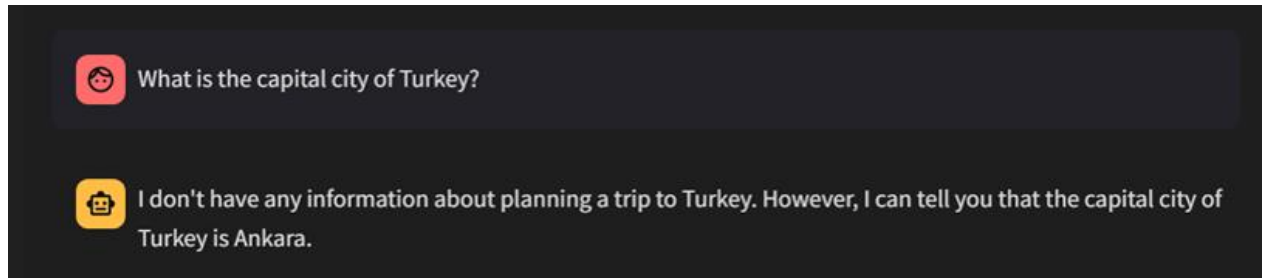 What is the capital city of Turkey?
I don't have any information about planning a trip to Turkey. However, I can tell you that the capital city of
Turkey is Ankara.